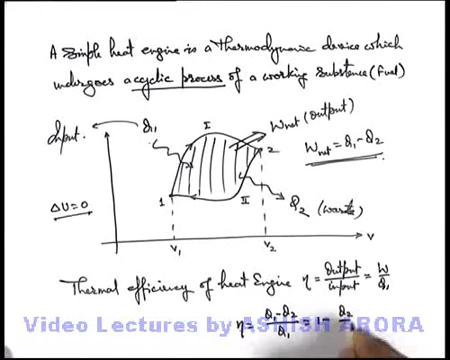 A simple heat engine is a thermodynamic device which
undergoes a cyclic process of a working substance (fuel)
Input
Q₁
I
Wnet (output)
Wnet = Q₁ - Q₂
2
ΔU = 0
1
II
Q₂ (waste)
V₁
V₂
V
Thermal efficiency of heat Engine η = output/input = W/Q₁
η = Q₁-Q₂/Q₁ = 1- Q₂/
Video Lectures by ASHISH ARORA